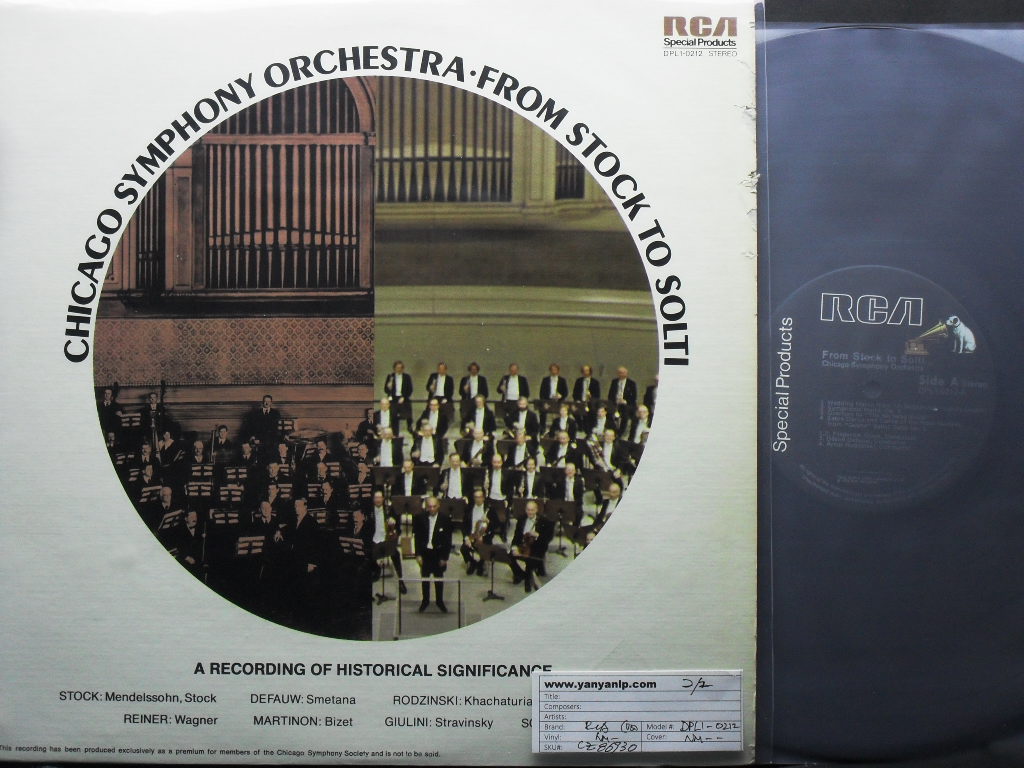 RCA
Special Products
DPL1-0212 STEREO
CHICAGO SYMPHONY ORCHESTRA · FROM STOCK TO SOLTI
A RECORDING OF HISTORICAL SIGNIFICANCE
STOCK: Mendelssohn, Stock DEFAUW: Smetana RODZINSKI: Khachaturia
REINER: Wagner MARTINON: Bizet GIULINI: Stravinsky
This recording has been produced exclusively as a premium for members of the Chicago Symphony Society and is not to be sold.
www.yanyanlp.com
Title:
Composers:
Artists:
Brand: RCA Model#: DPL1-0212
Vinyl: NM- Cover: NM--
SKU#:
RCA
Special Products
From Stock to Solti
Chicago Symphony Orchestra
Side A